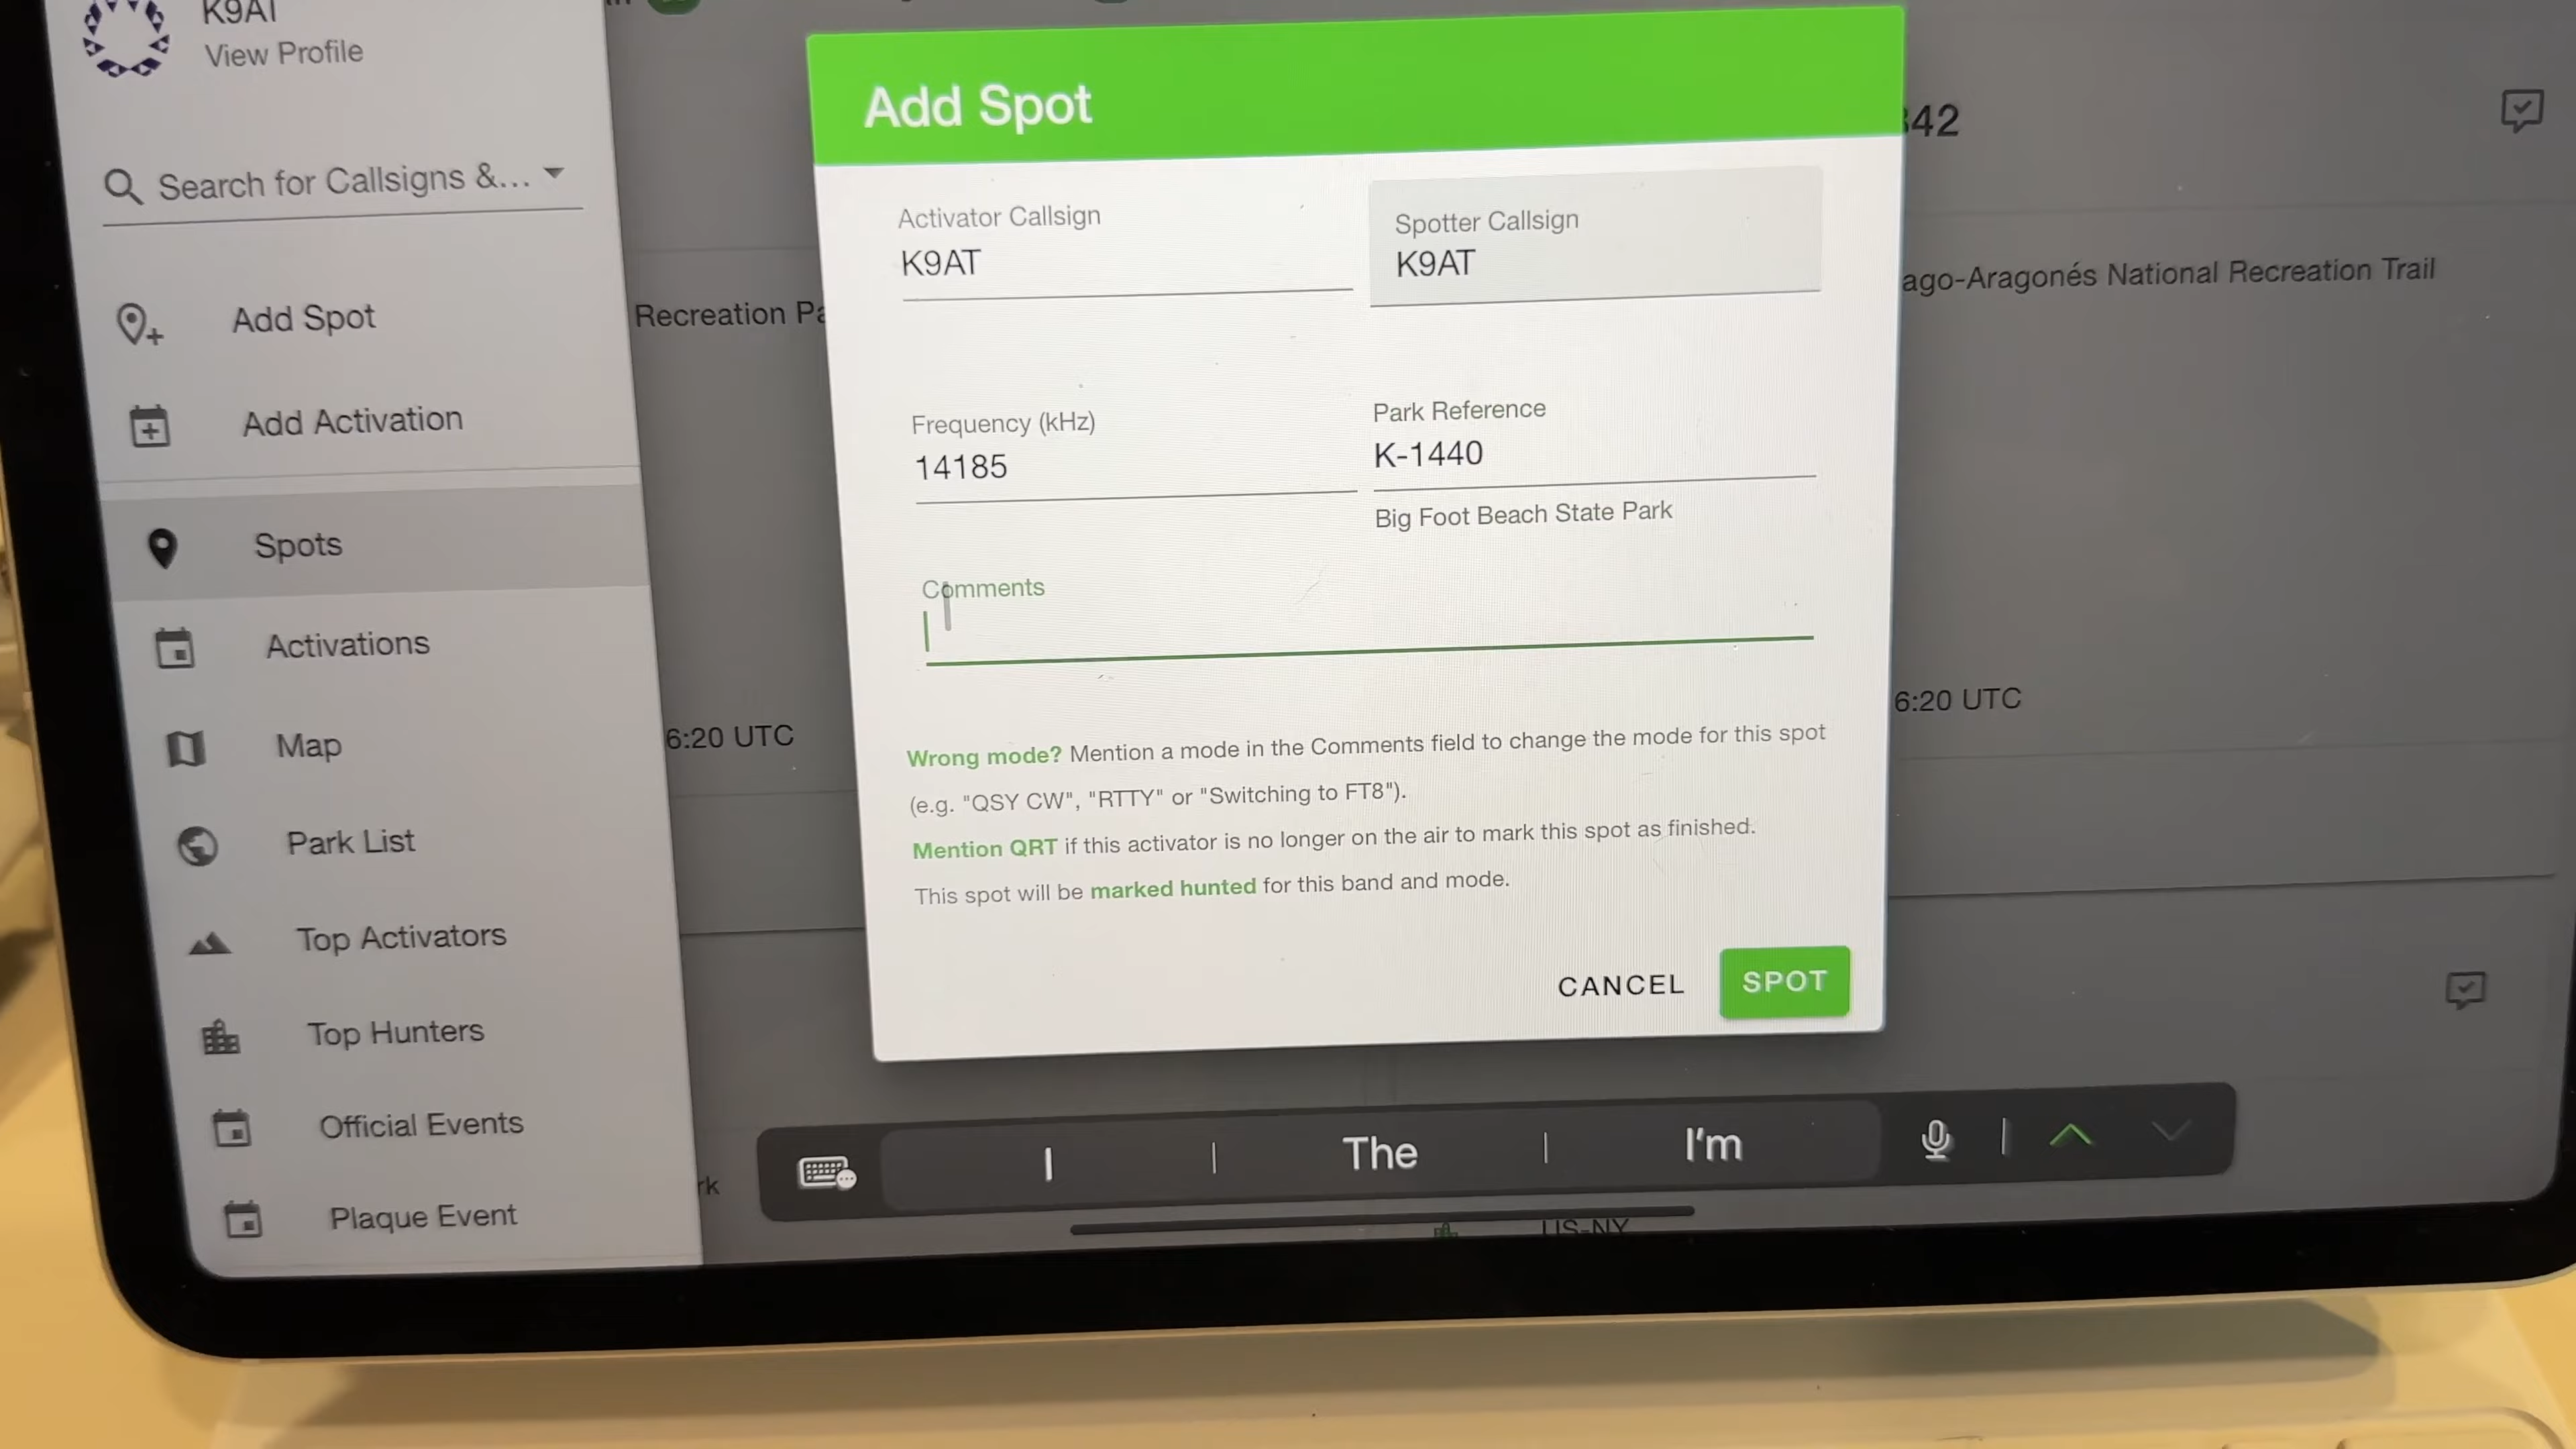 K9AT
View Profile
Search for Callsigns &...
Add Spot
Add Activation
Spots
Activations
Map
Park List
Top Activators
Top Hunters
Official Events
Plaque Event
Recreation
6:20 UTC
Add Spot
Activator Callsign
K9AT
Spotter Callsign
K9AT
Frequency (kHz)
14185
Park Reference
K-1440
Big Foot Beach State Park
Comments
Wrong mode? Mention a mode in the Comments field to change the mode for this spot
(e.g. "QSY CW", "RTTY" or "Switching to FT8").
Mention QRT if this activator is no longer on the air to mark this spot as finished.
This spot will be marked hunted for this band and mode.
CANCEL
SPOT
42
ago-Aragonés National Recreation Trail
6:20 UTC
I
The
I'm
rk
US-NY